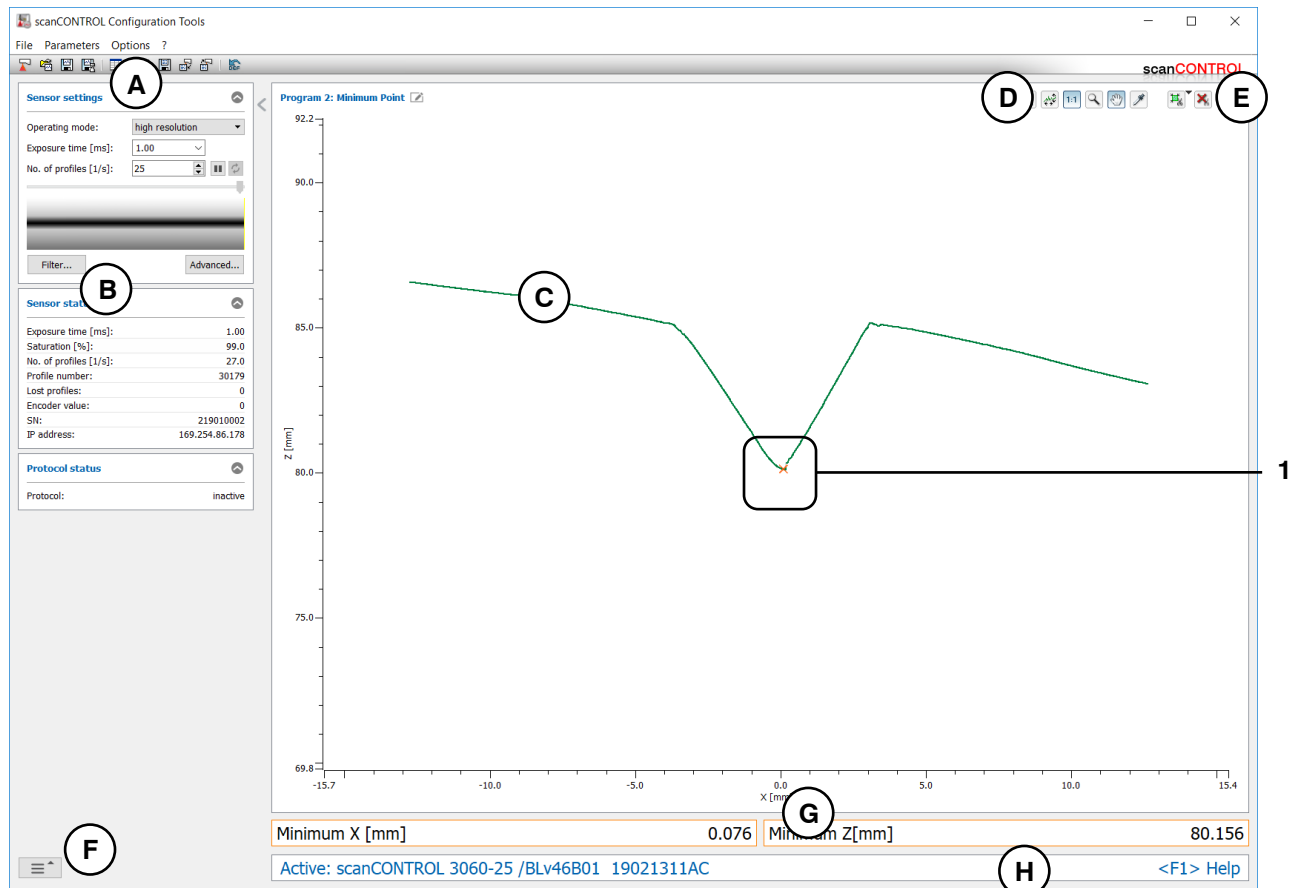 scanCONTROL Configuration Tools
File Parameters Options ?
scanCONTROL
A
Sensor settings
Operating mode: high resolution
Exposure time [ms]: 1.00
No. of profiles [1/s]: 25
Filter... Advanced...
B
Exposure time [ms]: 1.00
Saturation [%]: 99.0
No. of profiles [1/s]: 27.0
Profile number: 30179
Lost profiles: 0
Encoder value: 0
SN: 219010002
IP address: 169.254.86.178
Protocol status
Protocol: inactive
F
Program 2: Minimum Point
D
1:1
E
92.2
90.0
85.0
80.0
75.0
69.8
Z [mm]
C
1
-15.7 -10.0 -5.0 0.0 5.0 10.0 15.4
G
Minimum X [mm] 0.076
Z[mm] 80.156
Active: scanCONTROL 3060-25 /BLv46B01 19021311AC
H
<F1> Help